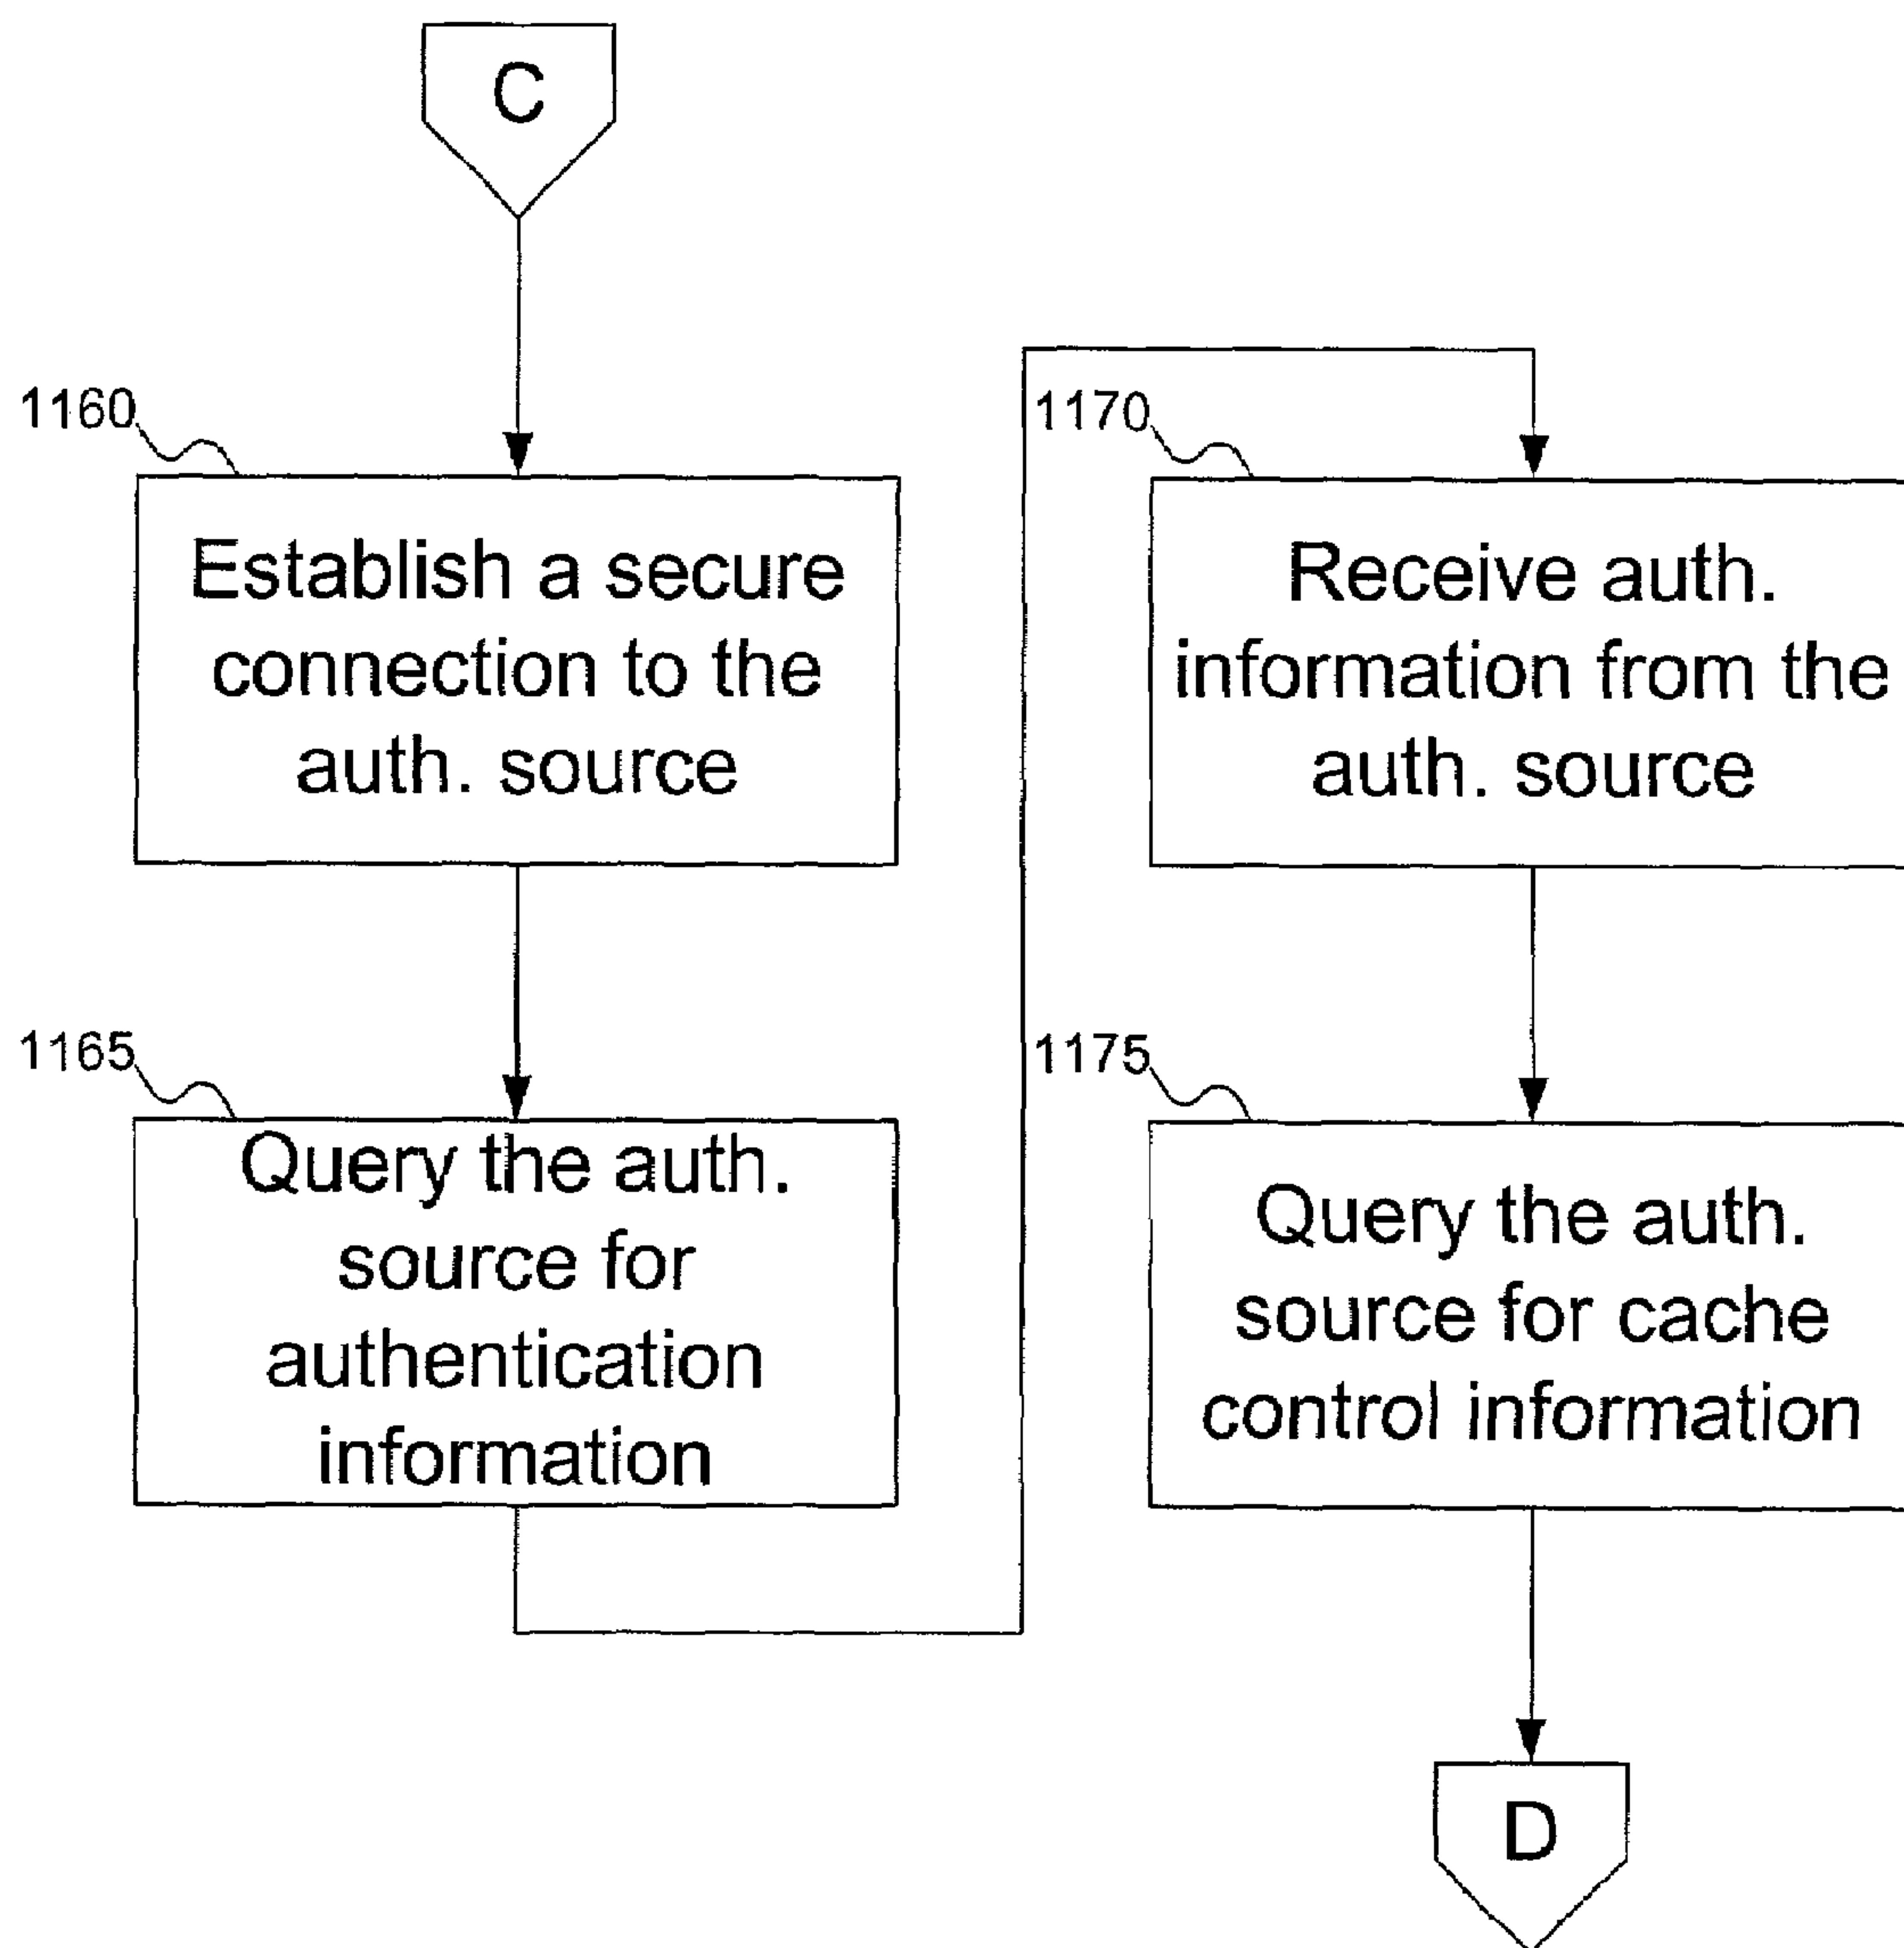 C
1160
Establish a secure
connection to the
auth. source
1165
Query the auth.
source for
authentication
information
1170
Receive auth.
information from the
auth. source
1175
Query the auth.
source for cache
control information
D